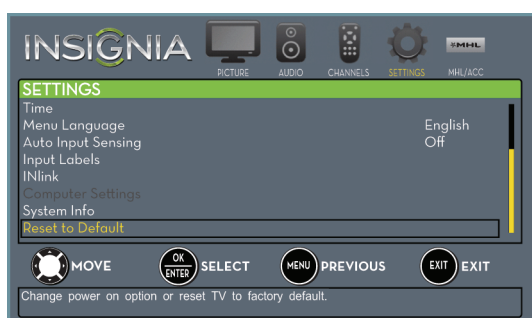 INSIGNIA
PICTURE AUDIO CHANNELS SETTINGS MHL MHL/ACC
SETTINGS
Time
Menu Language English
Auto Input Sensing Off
Input Labels
INlink
Computer Settings
System Info
Reset to Default
MOVE OK ENTER SELECT MENU PREVIOUS EXIT EXIT
Change power on option or reset TV to factory default.